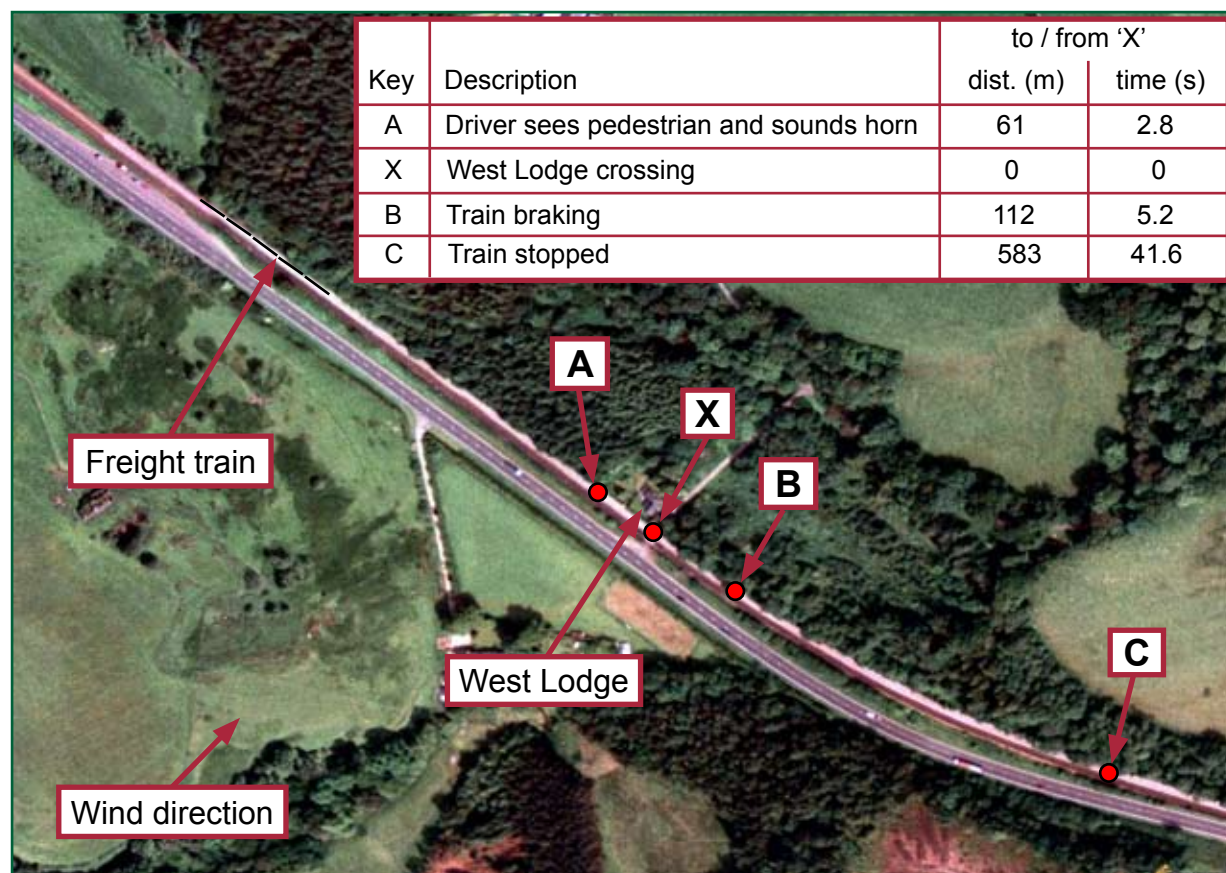 to / from ‘X’
Key Description dist. (m) time (s)
A Driver sees pedestrian and sounds horn 61 2.8
X West Lodge crossing 0 0
B Train braking 112 5.2
C Train stopped 583 41.6
A
X
Freight train
B
West Lodge
C
Wind direction